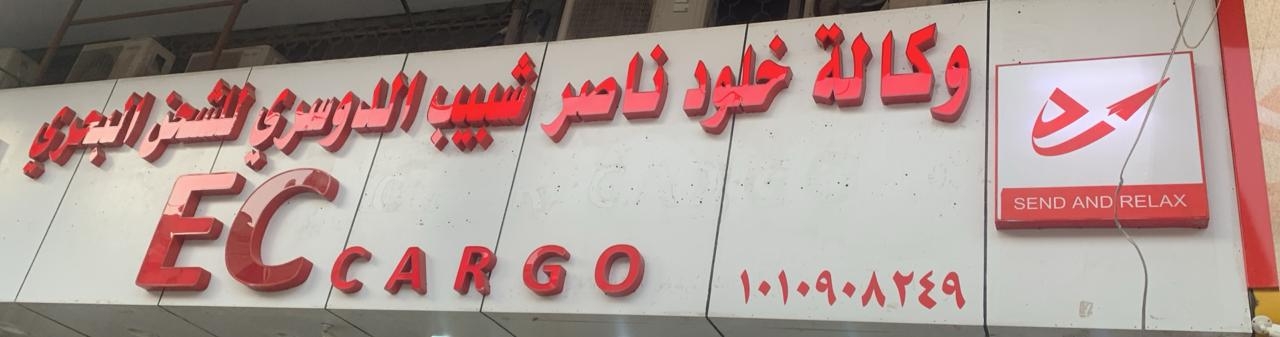 وكالة خلود ناصر شبيب الدوسري للشحن البحري
EC CARGO
١٠١٠٩٠٨٢٤٩
SEND AND RELAX